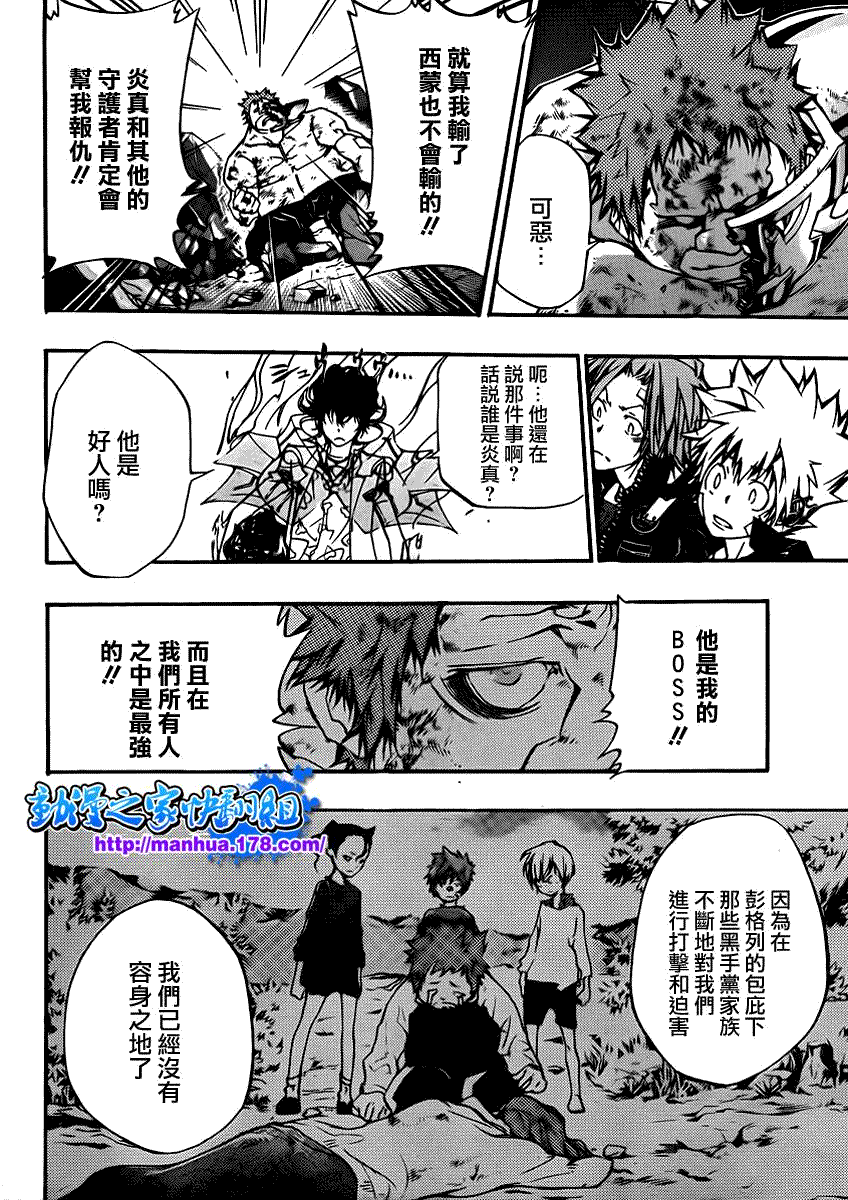 可惡…
就算我輸了
西蒙也不會輸的!!
炎真和其他的
守護者肯定會
幫我報仇!!
呃…他還在
説那件事啊？
話説誰是炎真？
他是
好人嗎？
他是我的
BOSS!!
而且在
我們所有人
之中是最強
的!!
動漫之家快翻組
http://manhua.178.com/
因為在
彭格列的包庇下
那些黑手黨家族
不斷地對我們
進行打擊和迫害
我們已經沒有
容身之地了